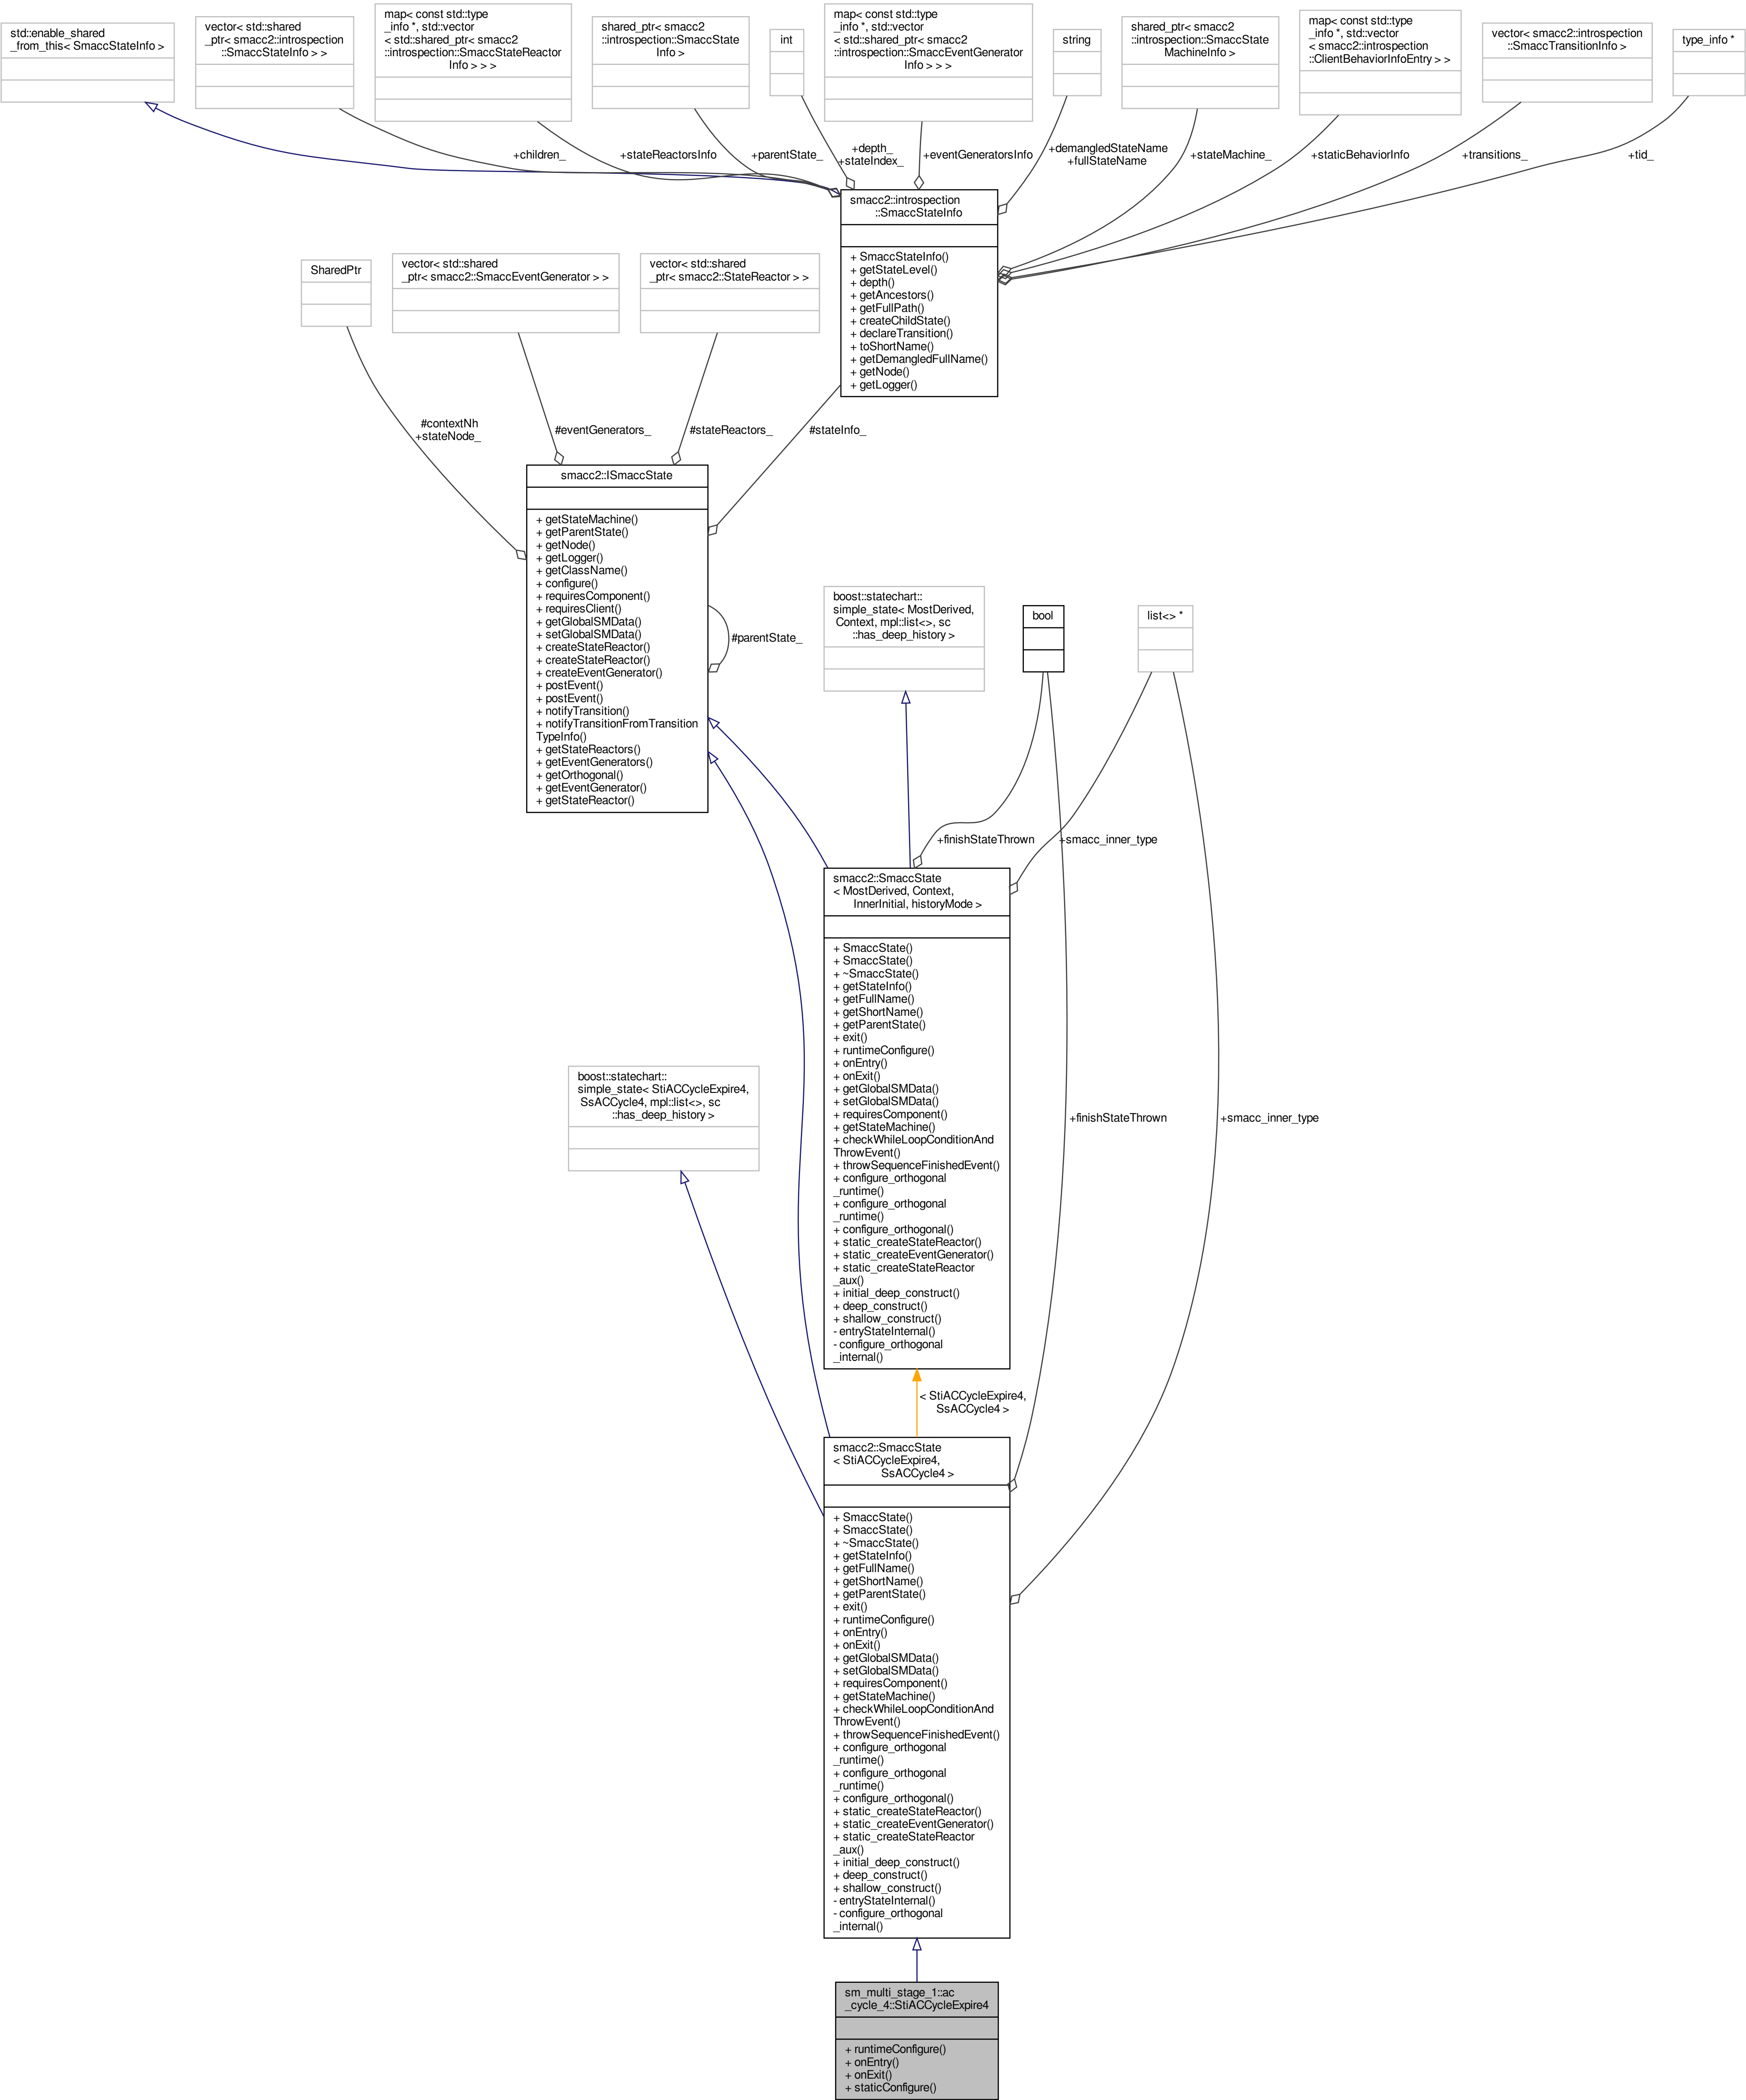 std::enable_shared
_from_this< SmaccStateInfo >
vector< std::shared
_ptr< smacc2::introspection
::SmaccStateInfo > >
map< const std::type
_info *, std::vector
< std::shared_ptr< smacc2
::introspection::SmaccStateReactor
Info > > >
shared_ptr< smacc2
::introspection::SmaccState
Info >
int
map< const std::type
_info *, std::vector
< std::shared_ptr< smacc2
::introspection::SmaccEventGenerator
Info > > >
string
shared_ptr< smacc2
::introspection::SmaccState
MachineInfo >
map< const std::type
_info *, std::vector
< smacc2::introspection
::ClientBehaviorInfoEntry > >
vector< smacc2::introspection
::SmaccTransitionInfo >
type_info *
+children_
+stateReactorsInfo
+parentState_
+depth_
+stateIndex_
+eventGeneratorsInfo
+demangledStateName
+fullStateName
+stateMachine_
+staticBehaviorInfo
+transitions_
+tid_
smacc2::introspection
::SmaccStateInfo
+ SmaccStateInfo()
+ getStateLevel()
+ depth()
+ getAncestors()
+ getFullPath()
+ createChildState()
+ declareTransition()
+ toShortName()
+ getDemangledFullName()
+ getNode()
+ getLogger()
SharedPtr
vector< std::shared
_ptr< smacc2::SmaccEventGenerator > >
vector< std::shared
_ptr< smacc2::StateReactor > >
#contextNh
+stateNode_
#eventGenerators_
#stateReactors_
#stateInfo_
smacc2::ISmaccState
+ getStateMachine()
+ getParentState()
+ getNode()
+ getLogger()
+ getClassName()
+ configure()
+ requiresComponent()
+ requiresClient()
+ getGlobalSMData()
+ setGlobalSMData()
+ createStateReactor()
+ createStateReactor()
+ createEventGenerator()
+ postEvent()
+ postEvent()
+ notifyTransition()
+ notifyTransitionFromTransition
TypeInfo()
+ getStateReactors()
+ getEventGenerators()
+ getOrthogonal()
+ getEventGenerator()
+ getStateReactor()
#parentState_
boost::statechart::
simple_state< MostDerived,
Context, mpl::list<>, sc
::has_deep_history >
bool
list<> *
+finishStateThrown
+smacc_inner_type
smacc2::SmaccState
< MostDerived, Context,
InnerInitial, historyMode >
+ SmaccState()
+ SmaccState()
+ ~SmaccState()
+ getStateInfo()
+ getFullName()
+ getShortName()
+ getParentState()
+ exit()
+ runtimeConfigure()
+ onEntry()
+ onExit()
+ getGlobalSMData()
+ setGlobalSMData()
+ requiresComponent()
+ getStateMachine()
+ checkWhileLoopConditionAnd
ThrowEvent()
+ throwSequenceFinishedEvent()
+ configure_orthogonal
_runtime()
+ configure_orthogonal
_runtime()
+ configure_orthogonal()
+ static_createStateReactor()
+ static_createEventGenerator()
+ static_createStateReactor
_aux()
+ initial_deep_construct()
+ deep_construct()
+ shallow_construct()
- entryStateInternal()
- configure_orthogonal
_internal()
boost::statechart::
simple_state< StiACCycleExpire4,
SsACCycle4, mpl::list<>, sc
::has_deep_history >
+finishStateThrown
+smacc_inner_type
< StiACCycleExpire4,
SsACCycle4 >
smacc2::SmaccState
< StiACCycleExpire4,
SsACCycle4 >
+ SmaccState()
+ SmaccState()
+ ~SmaccState()
+ getStateInfo()
+ getFullName()
+ getShortName()
+ getParentState()
+ exit()
+ runtimeConfigure()
+ onEntry()
+ onExit()
+ getGlobalSMData()
+ setGlobalSMData()
+ requiresComponent()
+ getStateMachine()
+ checkWhileLoopConditionAnd
ThrowEvent()
+ throwSequenceFinishedEvent()
+ configure_orthogonal
_runtime()
+ configure_orthogonal
_runtime()
+ configure_orthogonal()
+ static_createStateReactor()
+ static_createEventGenerator()
+ static_createStateReactor
_aux()
+ initial_deep_construct()
+ deep_construct()
+ shallow_construct()
- entryStateInternal()
- configure_orthogonal
_internal()
sm_multi_stage_1::ac
_cycle_4::StiACCycleExpire4
+ runtimeConfigure()
+ onEntry()
+ onExit()
+ staticConfigure()